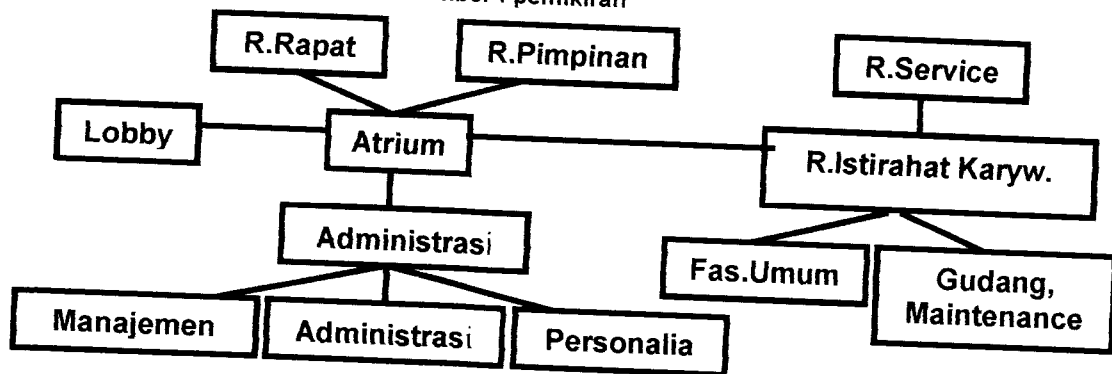 R.Rapat
R.Pimpinan
R.Service
Lobby
Atrium
R.Istirahat Karyw.
Administrasi
Fas.Umum
Gudang,
Maintenance
Manajemen
Administrasi
Personalia